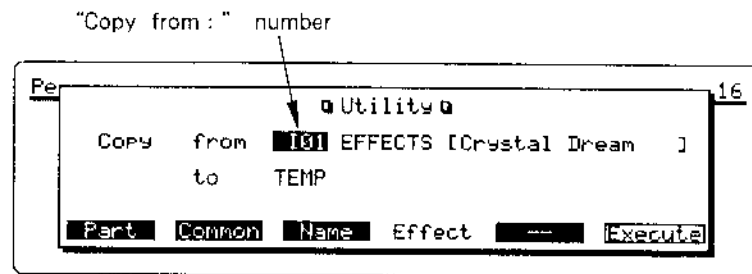 “Copy from : ” number
Pe 16
Utility
Copy from I01 EFFECTS [Crystal Dream ]
to TEMP
Part Common Name Effect -- Execute